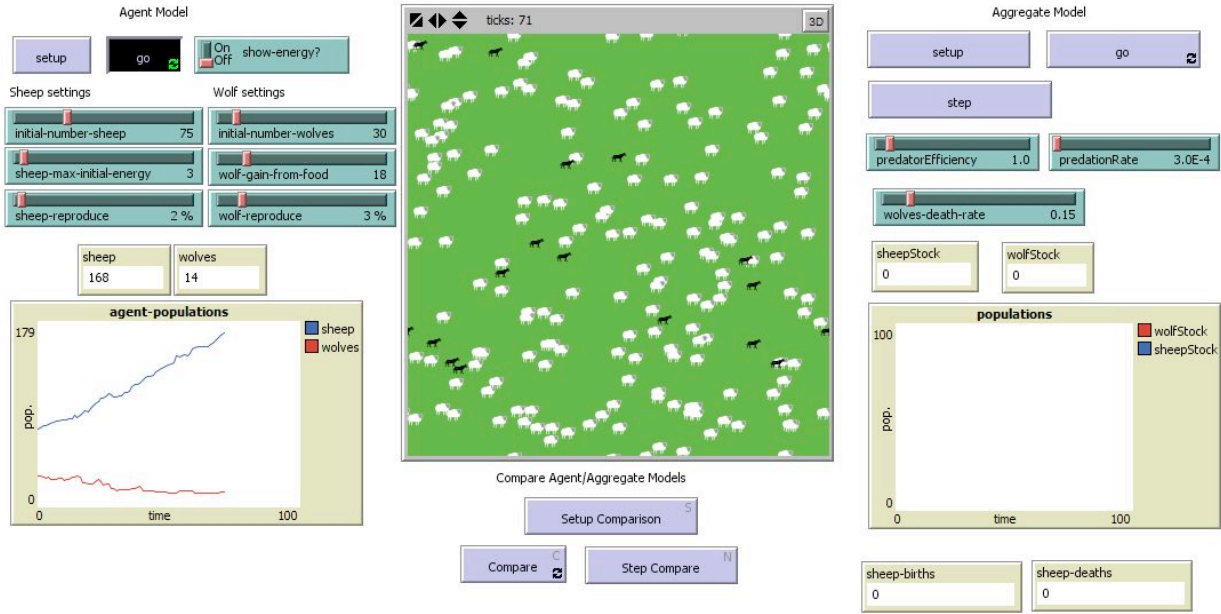 Agent Model
setup
go
On
Off
show-energy?
Sheep settings
Wolf settings
initial-number-sheep 75
initial-number-wolves 30
sheep-max-initial-energy 3
wolf-gain-from-food 18
sheep-reproduce 2 %
wolf-reproduce 3 %
sheep
168
wolves
14
agent-populations
179
pop.
0
0
time
100
sheep
wolves
ticks: 71
3D
Compare Agent/Aggregate Models
Setup Comparison S
Compare C
Step Compare N
Aggregate Model
setup
go
step
predatorEfficiency 1.0
predationRate 3.0E-4
wolves-death-rate 0.15
sheepStock
0
wolfStock
0
populations
100
pop.
0
0
time
100
wolfStock
sheepStock
sheep-births
0
sheep-deaths
0